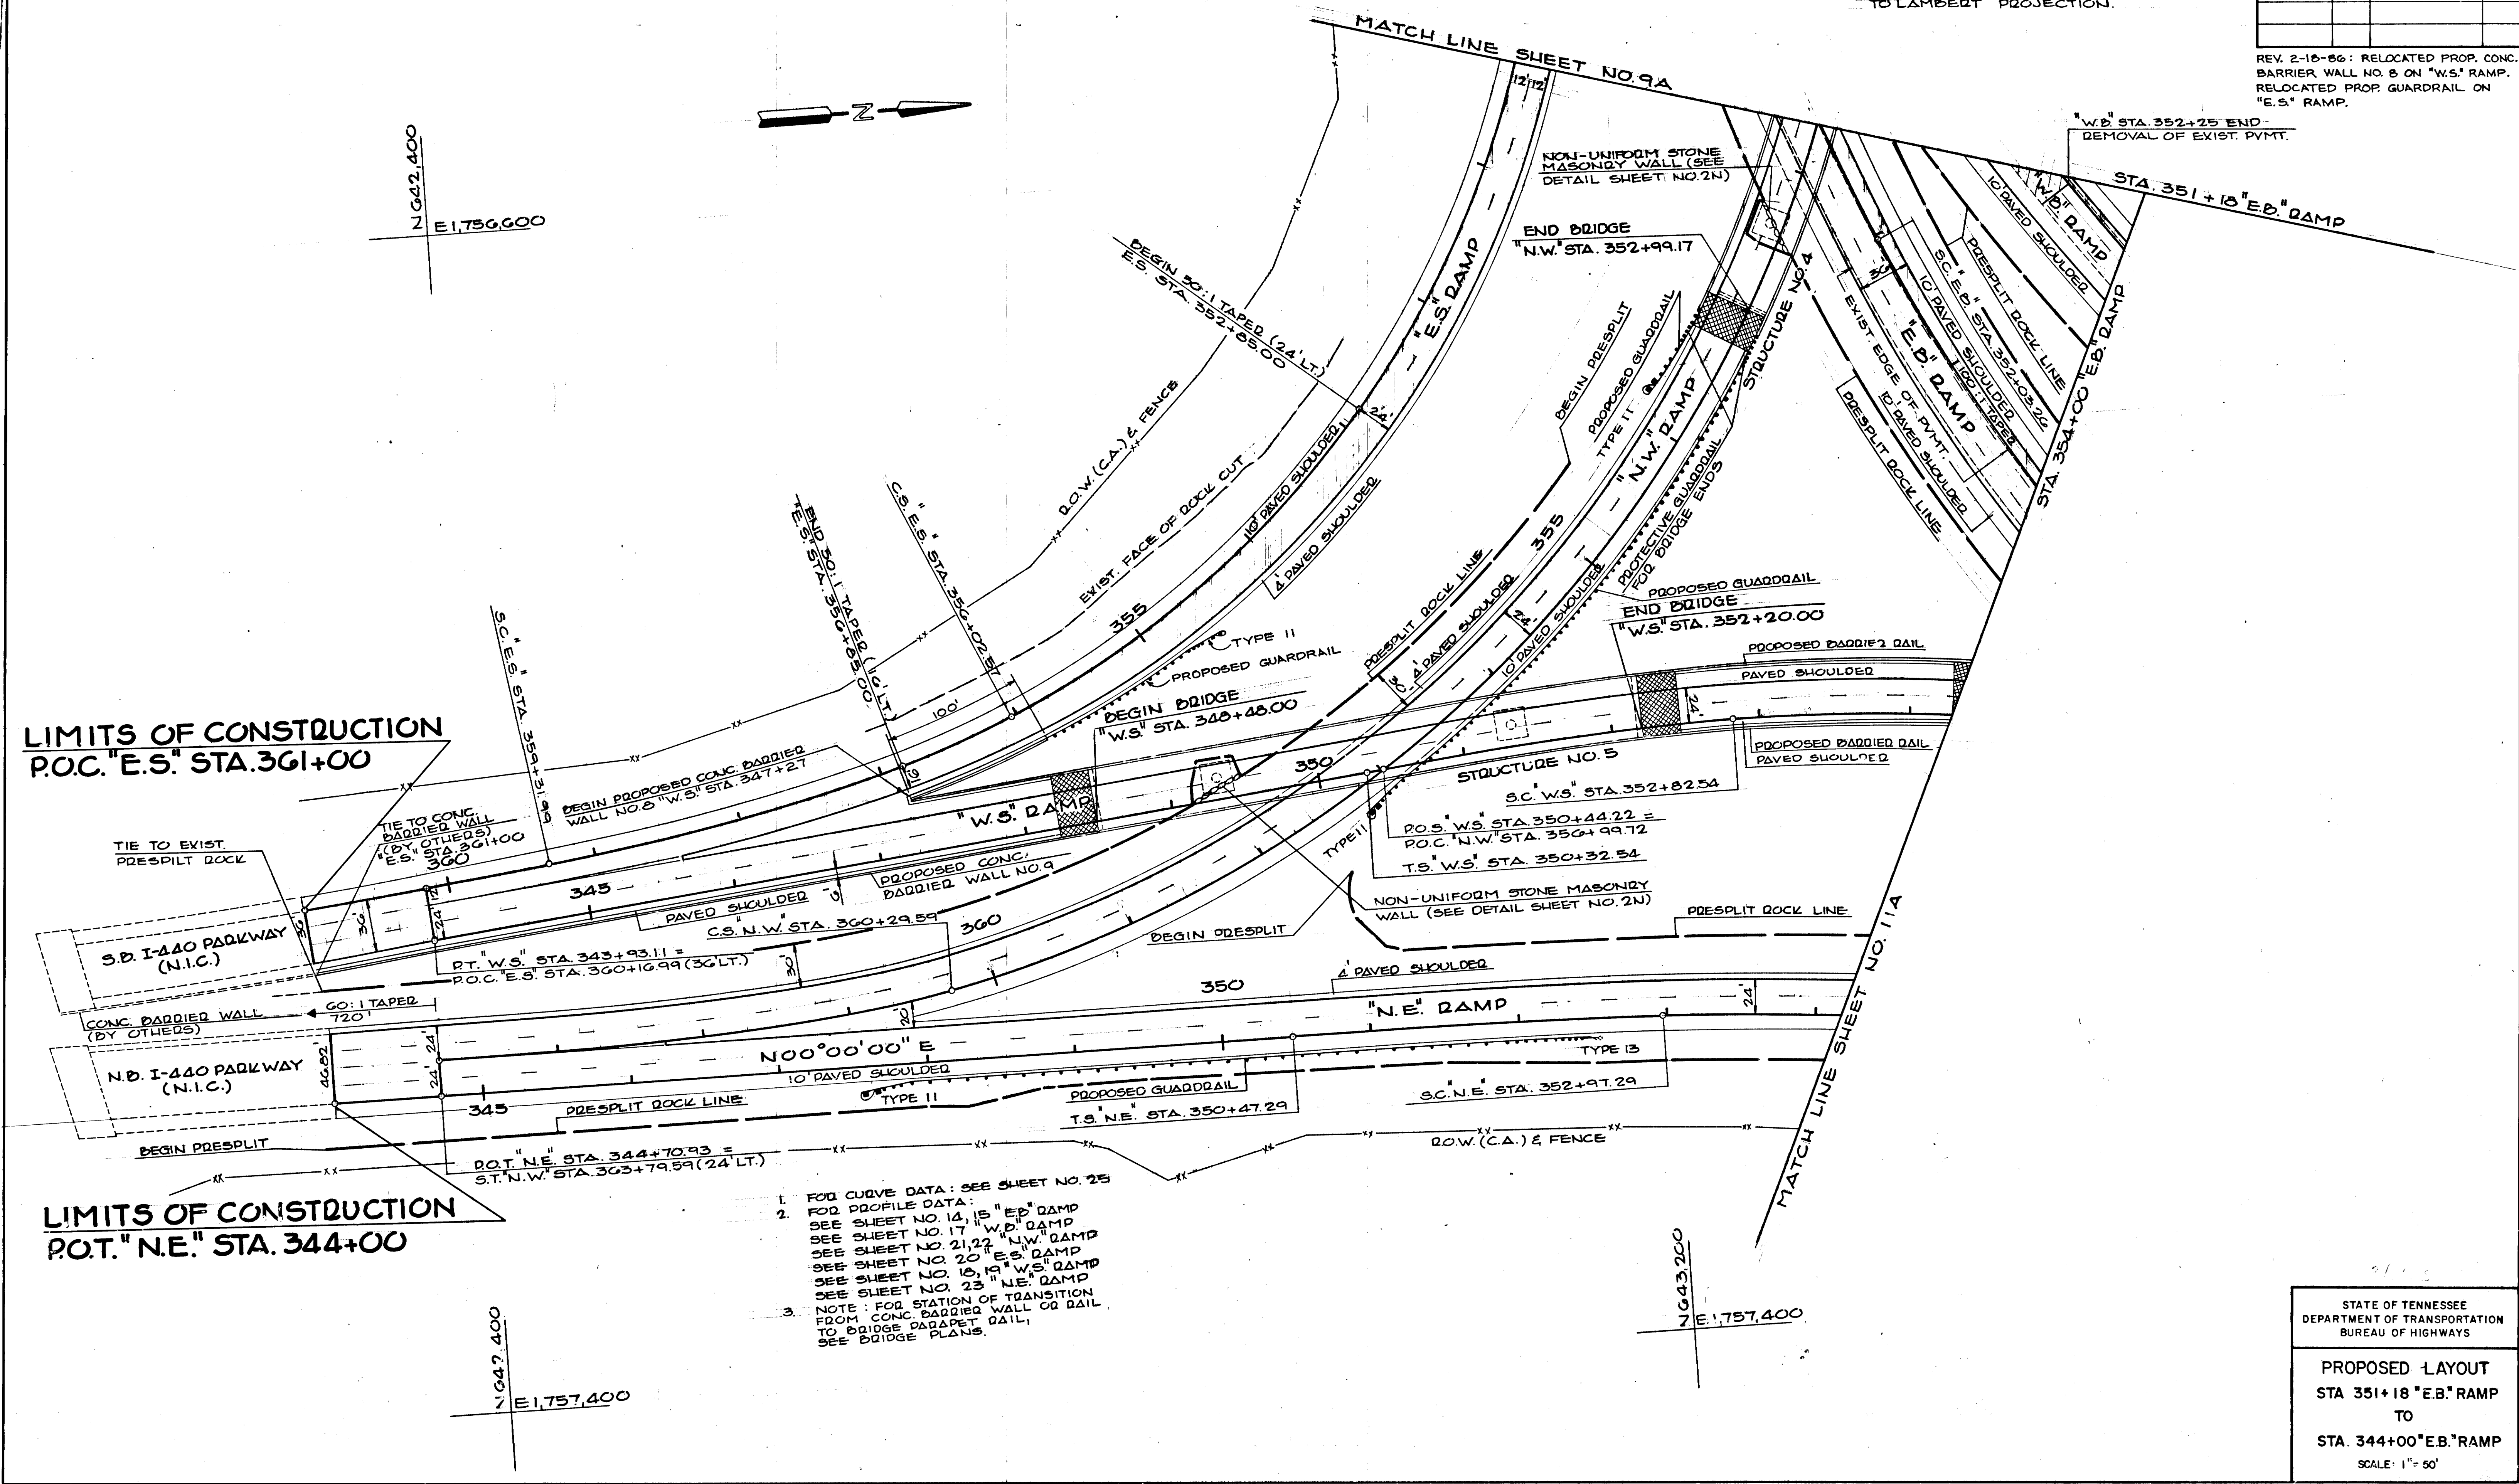 TO LAMBERT PROJECTION.
REV. 2-18-86: RELOCATED PROP. CONC.
BARRIER WALL NO. 8 ON "W.S." RAMP.
RELOCATED PROP. GUARDRAIL ON
"E.S." RAMP.
MATCH LINE SHEET NO. 9A
12' 12'
Z
N 642,400
E 1,756,600
"W.B." STA. 352+25 END
REMOVAL OF EXIST. PVMT.
STA. 351+18 "E.B." RAMP
NON-UNIFORM STONE
MASONRY WALL (SEE
DETAIL SHEET NO. 2N)
END BRIDGE
"N.W." STA. 352+99.17
10' PAVED SHOULDER
"W.B." RAMP
PRESPLIT ROCK LINE
S.C. "E.B." STA. 352+03.26
10' PAVED SHOULDER
100:1 TAPER
36'
"E.B." RAMP
EXIST. EDGE OF PVMT.
10' PAVED SHOULDER
PRESPLIT ROCK LINE
STA. 354+00 "E.B." RAMP
BEGIN 50:1 TAPER (24' LT.)
E.S. STA. 352+85.00
"E.S." RAMP
24'
BEGIN PRESPLIT
PROPOSED GUARDRAIL
TYPE 11
"N.W." RAMP
STRUCTURE NO. 4
PROTECTIVE GUARDRAIL
FOR BRIDGE ENDS
R.O.W. (C.A.) & FENCE
EXIST. FACE OF ROCK CUT
10' PAVED SHOULDER
4' PAVED SHOULDER
355
PRESPLIT ROCK LINE
4' PAVED SHOULDER
30'
355
24'
10' PAVED SHOULDER
PROPOSED GUARDRAIL
END BRIDGE
"W.S." STA. 352+20.00
PROPOSED BARRIER RAIL
PAVED SHOULDER
24'
PROPOSED BARRIER RAIL
PAVED SHOULDER
C.S. "E.S." STA. 356+02.57
END 50:1 TAPER (16' LT.)
"E.S." STA. 356+85.00
100'
S.C. "E.S." STA. 359+31.99
TYPE 11
PROPOSED GUARDRAIL
BEGIN BRIDGE
"W.S." STA. 348+48.00
350
STRUCTURE NO. 5
S.C. "W.S." STA. 352+82.54
P.O.S. "W.S." STA. 350+44.22 =
P.O.C. "N.W." STA. 356+99.72
T.S. "W.S." STA. 350+32.54
TYPE 11
LIMITS OF CONSTRUCTION
P.O.C. "E.S." STA. 361+00
BEGIN PROPOSED CONC. BARRIER
WALL NO. 8 "W.S." STA. 347+27
TIE TO CONC.
BARRIER WALL
(BY OTHERS)
"E.S." STA. 361+00
360
TIE TO EXIST.
PRESPILT ROCK
"W.S." RAMP
345
PROPOSED CONC.
BARRIER WALL NO. 9
PAVED SHOULDER
NON-UNIFORM STONE MASONRY
WALL (SEE DETAIL SHEET NO. 2N)
PRESPLIT ROCK LINE
BEGIN PRESPLIT
C.S. N.W. STA. 360+29.59
360
36'
36'
24'
12'
S.B. I-440 PARKWAY
(N.I.C.)
P.T. "W.S." STA. 343+93.11 =
P.O.C. "E.S." STA. 360+16.99 (36' LT.)
30'
4' PAVED SHOULDER
350
"N.E." RAMP
24'
20'
60:1 TAPER
720'
CONC. BARRIER WALL
(BY OTHERS)
N.B. I-440 PARKWAY
(N.I.C.)
46.82'
24'
24'
N00°00'00" E
10' PAVED SHOULDER
TYPE 13
345
PRESPLIT ROCK LINE
TYPE 11
PROPOSED GUARDRAIL
T.S. "N.E." STA. 350+47.29
S.C. "N.E." STA. 352+97.29
BEGIN PRESPLIT
R.O.W. (C.A.) & FENCE
P.O.T. "N.E." STA. 344+70.93 =
S.T. "N.W." STA. 363+79.59 (24' LT.)
MATCH LINE SHEET NO. 11A
LIMITS OF CONSTRUCTION
P.O.T. "N.E." STA. 344+00
1. FOR CURVE DATA: SEE SHEET NO. 25
2. FOR PROFILE DATA:
SEE SHEET NO. 14, 15 "E.B." RAMP
SEE SHEET NO. 17 "W.B." RAMP
SEE SHEET NO. 21, 22 "N.W." RAMP
SEE SHEET NO. 20 "E.S." RAMP
SEE SHEET NO. 18, 19 "W.S." RAMP
SEE SHEET NO. 23 "N.E." RAMP
3. NOTE: FOR STATION OF TRANSITION
FROM CONC. BARRIER WALL OR RAIL
TO BRIDGE PARAPET RAIL,
SEE BRIDGE PLANS.
N 642,400
E 1,757,400
N 643,200
E 1,757,400
STATE OF TENNESSEE
DEPARTMENT OF TRANSPORTATION
BUREAU OF HIGHWAYS
PROPOSED LAYOUT
STA 351+18 "E.B." RAMP
TO
STA. 344+00 "E.B." RAMP
SCALE: 1"= 50'